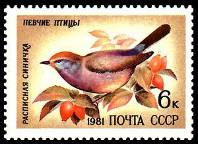 ПЕВЧИЕ ПТИЦЫ
РАСПИСНАЯ СИНИЧКА
6к
1981 ПОЧТА СССР